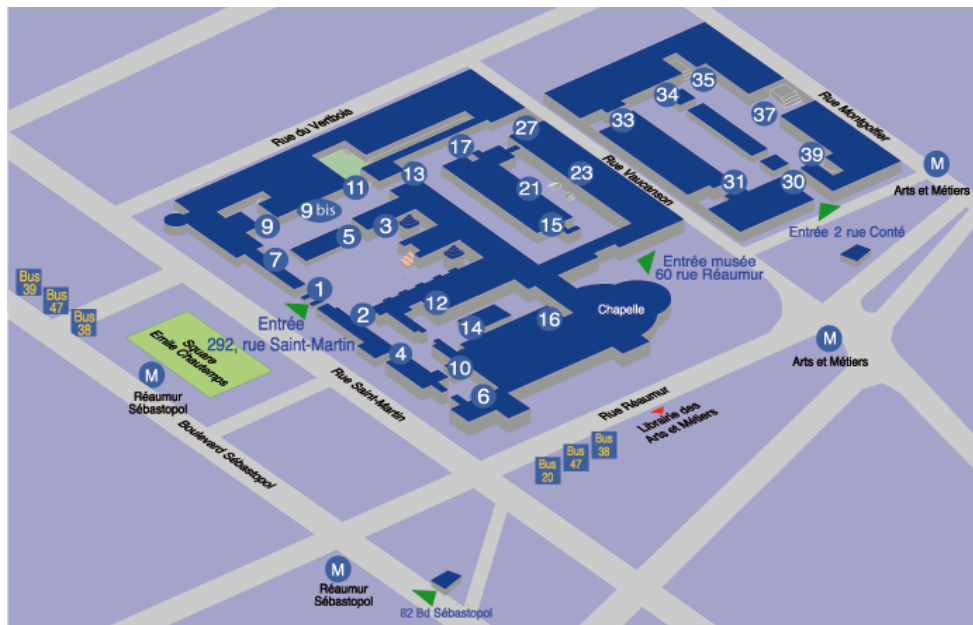 Rue du Vertbois
Rue Montgolfier
Rue Vaucanson
35
34
37
33
27
39
17
31
30
13
23
11
21
9 bis
9
3
5
15
7
1
2
12
16
14
4
10
6
M
Arts et Métiers
Entrée 2 rue Conté
Entrée musée
60 rue Réaumur
Chapelle
Bus
39
Bus
47
Bus
38
Entrée
292, rue Saint-Martin
Square
Emile Chautemps
M
Réaumur
Sébastopol
Rue Saint-Martin
Boulevard Sébastopol
M
Arts et Métiers
Rue Réaumur
Librairie des
Arts et Métiers
Bus
38
Bus
47
Bus
20
M
Réaumur
Sébastopol
82 Bd Sébastopol